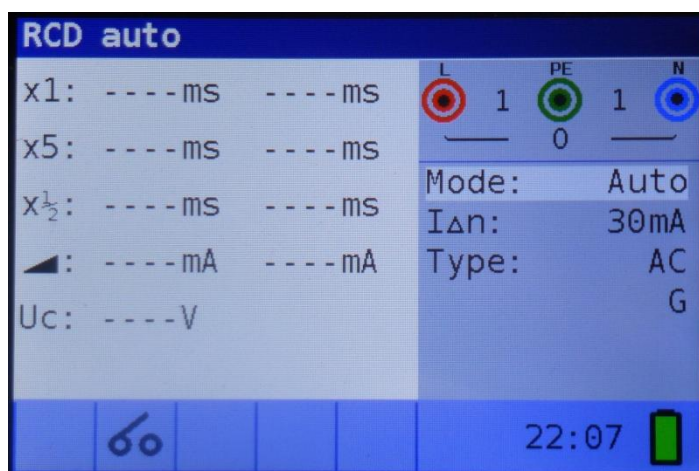 RCD auto
x1: ----ms ----ms
x5: ----ms ----ms
x½: ----ms ----ms
◢: ----mA ----mA
Uc: ----V
L PE N
1 1
0
Mode: Auto
I∆n: 30mA
Type: AC
G
22:07